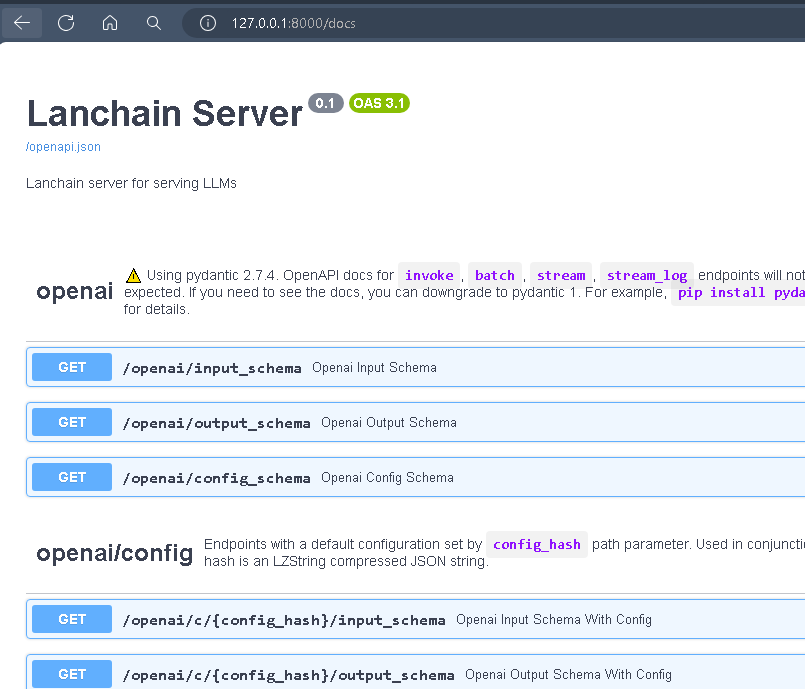 127.0.0.1:8000/docs
Lanchain Server 0.1 OAS 3.1
/openapi.json
Lanchain server for serving LLMs
openai
Using pydantic 2.7.4. OpenAPI docs for invoke, batch, stream, stream_log endpoints will not
expected. If you need to see the docs, you can downgrade to pydantic 1. For example, pip install pyda
for details.
GET /openai/input_schema Openai Input Schema
GET /openai/output_schema Openai Output Schema
GET /openai/config_schema Openai Config Schema
openai/config
Endpoints with a default configuration set by config_hash path parameter. Used in conjuncti
hash is an LZString compressed JSON string.
GET /openai/c/{config_hash}/input_schema Openai Input Schema With Config
GET /openai/c/{config_hash}/output_schema Openai Output Schema With Config